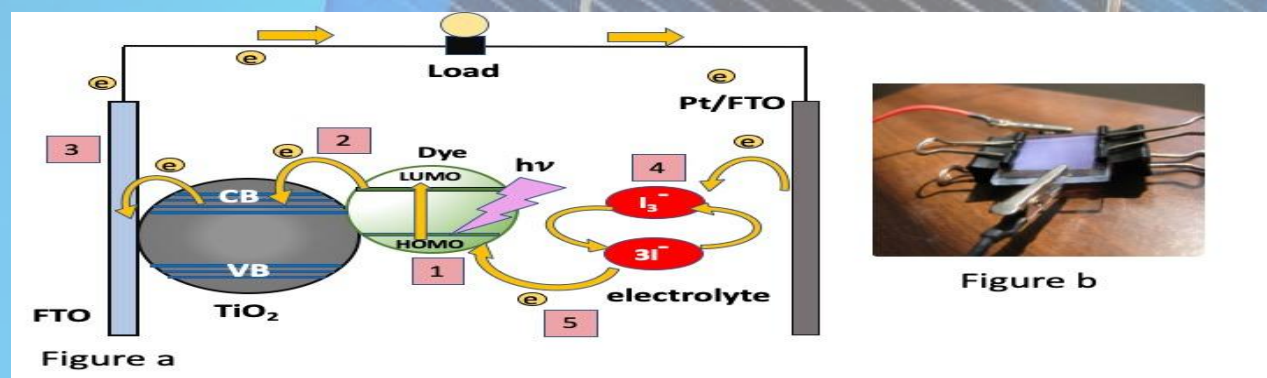 e
e
e
Load
Pt/FTO
3
e
2
e
Dye
hν
e
4
LUMO
CB
I₃⁻
HOMO
3I⁻
VB
1
electrolyte
TiO₂
e
5
FTO
Figure a
Figure b